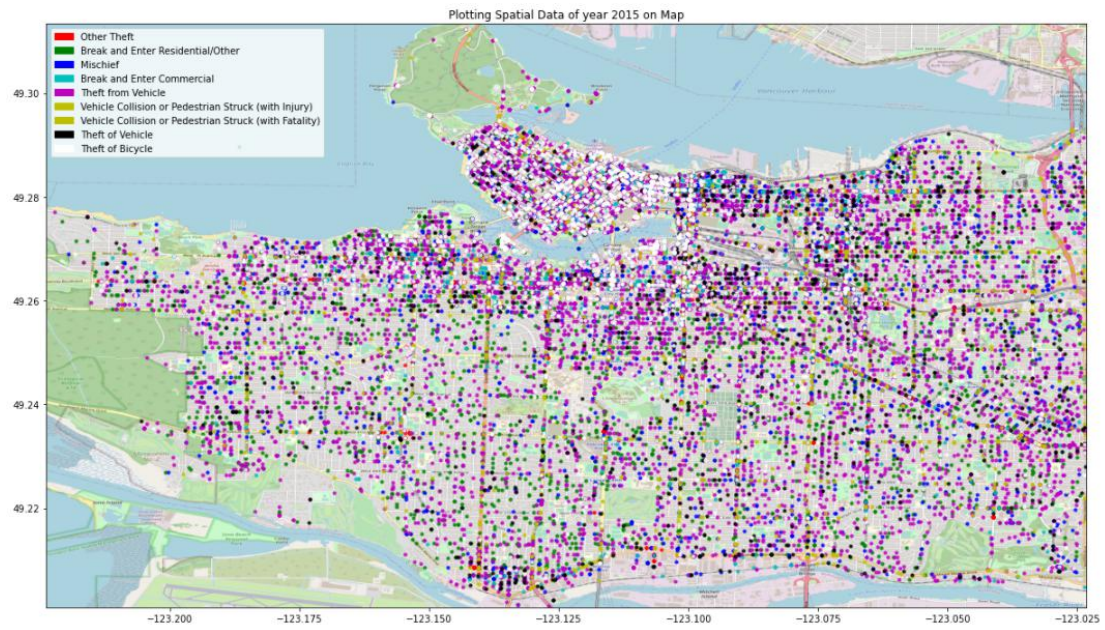 Plotting Spatial Data of year 2015 on Map
Other Theft
Break and Enter Residential/Other
Mischief
Break and Enter Commercial
Theft from Vehicle
Vehicle Collision or Pedestrian Struck (with Injury)
Vehicle Collision or Pedestrian Struck (with Fatality)
Theft of Vehicle
Theft of Bicycle
Vancouver Harbour
49.30
49.28
49.26
49.24
49.22
−123.200
−123.175
−123.150
−123.125
−123.100
−123.075
−123.050
−123.025